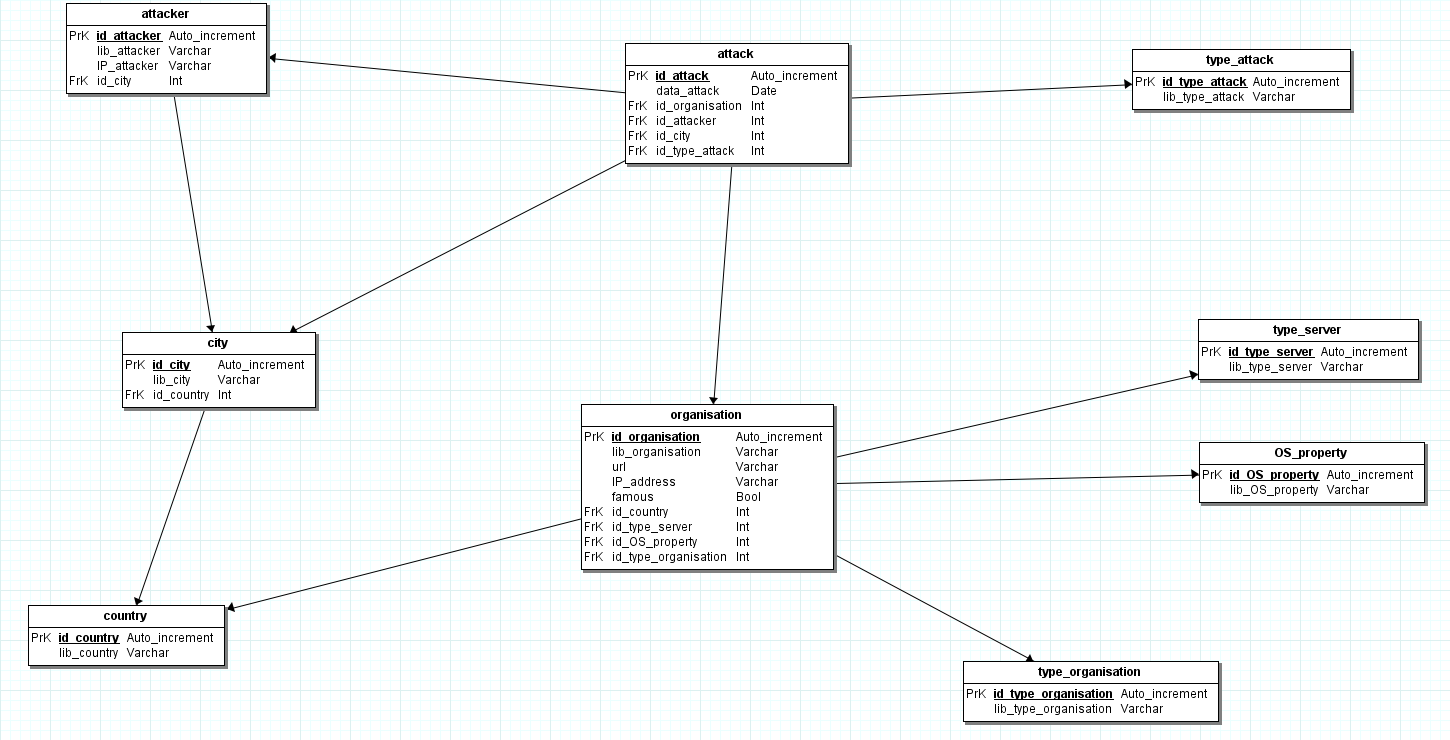 attacker
PrK id_attacker Auto_increment
lib_attacker Varchar
IP_attacker Varchar
FrK id_city Int
attack
PrK id_attack Auto_increment
data_attack Date
FrK id_organisation Int
FrK id_attacker Int
FrK id_city Int
FrK id_type_attack Int
type_attack
PrK id_type_attack Auto_increment
lib_type_attack Varchar
city
PrK id_city Auto_increment
lib_city Varchar
FrK id_country Int
type_server
PrK id_type_server Auto_increment
lib_type_server Varchar
organisation
PrK id_organisation Auto_increment
lib_organisation Varchar
url Varchar
IP_address Varchar
famous Bool
FrK id_country Int
FrK id_type_server Int
FrK id_OS_property Int
FrK id_type_organisation Int
OS_property
PrK id_OS_property Auto_increment
lib_OS_property Varchar
country
PrK id_country Auto_increment
lib_country Varchar
type_organisation
PrK id_type_organisation Auto_increment
lib_type_organisation Varchar